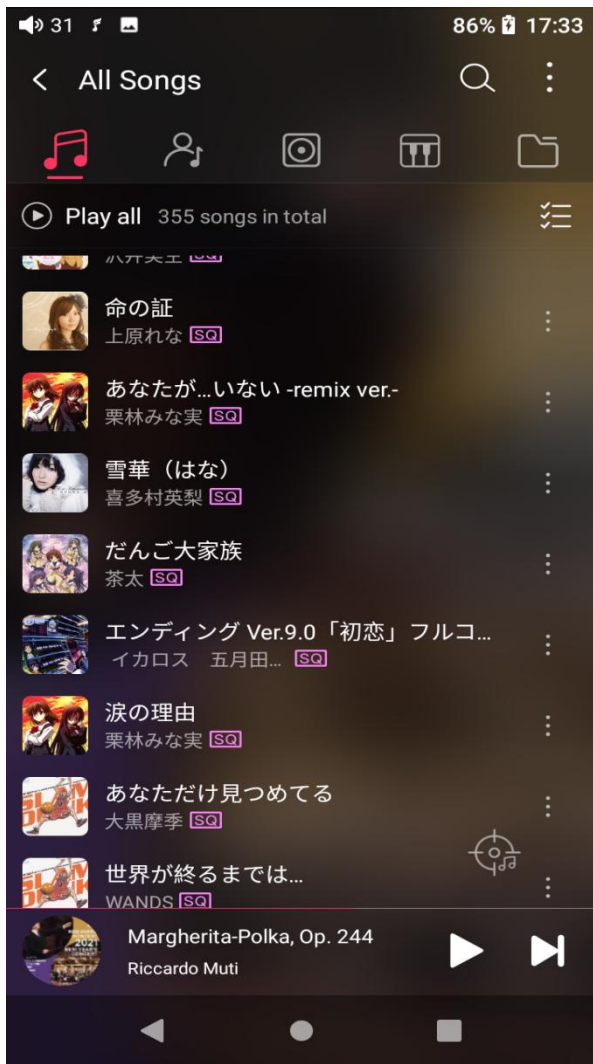 31
86%
17:33
All Songs
Play all 355 songs in total
命の証
上原れな SQ
あなたが…いない -remix ver.-
栗林みな実 SQ
雪華（はな）
喜多村英梨 SQ
だんご大家族
茶太 SQ
エンディング Ver.9.0「初恋」フルコ...
イカロス　五月田... SQ
涙の理由
栗林みな実 SQ
あなただけ見つめてる
大黒摩季 SQ
世界が終るまでは…
WANDS SQ
2021
Margherita-Polka, Op. 244
Riccardo Muti